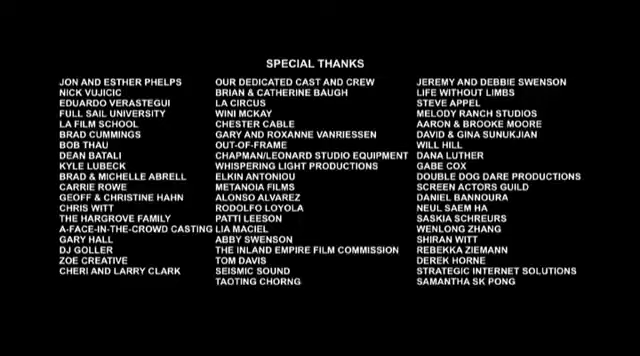 SPECIAL THANKS
JON AND ESTHER PHELPS
NICK VUJICIC
EDUARDO VERASTEGUI
FULL SAIL UNIVERSITY
LA FILM SCHOOL
BRAD CUMMINGS
BOB THAU
DEAN BATALI
KYLE LUBECK
BRAD & MICHELLE ABRELL
CARRIE ROWE
GEOFF & CHRISTINE HAHN
CHRIS WITT
THE HARGROVE FAMILY
A-FACE-IN-THE-CROWD CASTING
GARY HALL
DJ GOLLER
ZOE CREATIVE
CHERI AND LARRY CLARK
OUR DEDICATED CAST AND CREW
BRIAN & CATHERINE BAUGH
LA CIRCUS
WINI MCKAY
CHESTER CABLE
GARY AND ROXANNE VANRIESSEN
OUT-OF-FRAME
CHAPMAN/LEONARD STUDIO EQUIPMENT
WHISPERING LIGHT PRODUCTIONS
ELKIN ANTONIOU
METANOIA FILMS
ALONSO ALVAREZ
RODOLFO LOYOLA
PATTI LEESON
LIA MACIEL
ABBY SWENSON
THE INLAND EMPIRE FILM COMMISSION
TOM DAVIS
SEISMIC SOUND
TAOTING CHORNG
JEREMY AND DEBBIE SWENSON
LIFE WITHOUT LIMBS
STEVE APPEL
MELODY RANCH STUDIOS
AARON & BROOKE MOORE
DAVID & GINA SUNUKJIAN
WILL HILL
DANA LUTHER
GABE COX
DOUBLE DOG DARE PRODUCTIONS
SCREEN ACTORS GUILD
DANIEL BANNOURA
NEUL SAEM HA
SASKIA SCHREURS
WENLONG ZHANG
SHIRAN WITT
REBEKKA ZIEMANN
DEREK HORNE
STRATEGIC INTERNET SOLUTIONS
SAMANTHA SK PONG